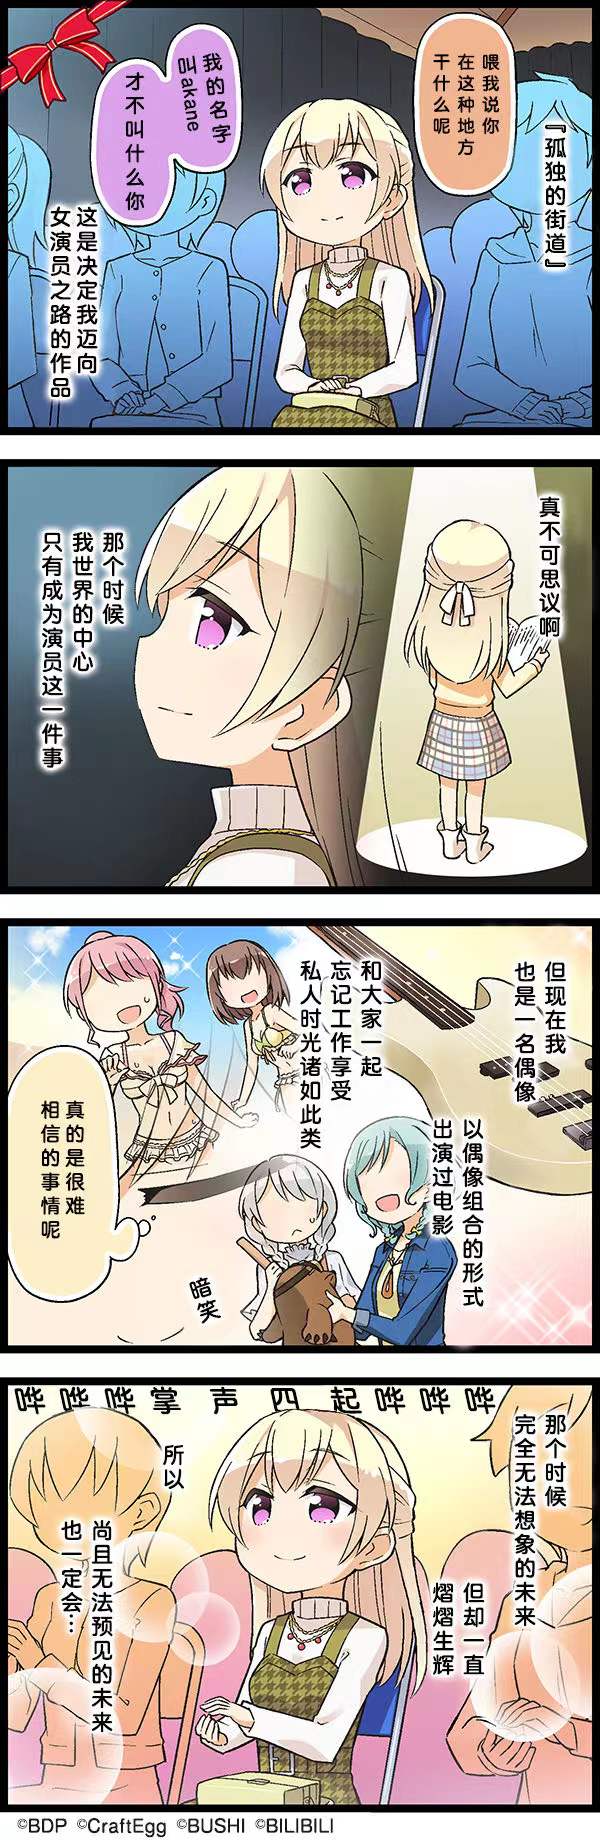 『孤独的街道』
喂我说你
在这种地方
干什么呢
我的名字
叫akane
才不叫什么你
这是决定我迈向
女演员之路的作品
真不可思议啊
那个时候
我世界的中心
只有成为演员这一件事
但现在我
也是一名偶像
和大家一起
忘记工作享受
私人时光诸如此类
以偶像组合的形式
出演过电影
真的是很难
相信的事情呢
暗笑
哗哗哗掌声四起哗哗哗
那个时候
完全无法想象的未来
但却一直
熠熠生辉
所以
尚且无法预见的未来
也一定会…
©BDP ©CraftEgg ©BUSHI ©BILIBILI